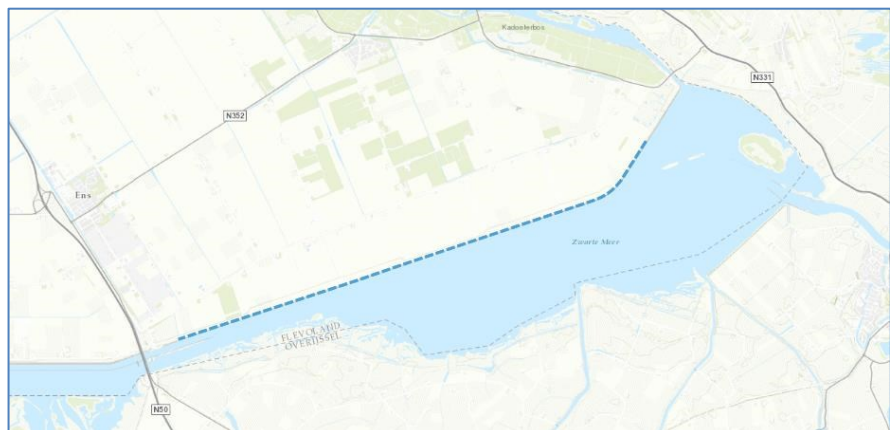 Kadoelerbos
N331
N352
Ens
Zwarte Meer
FLEVOLAND
OVERIJSSEL
N50